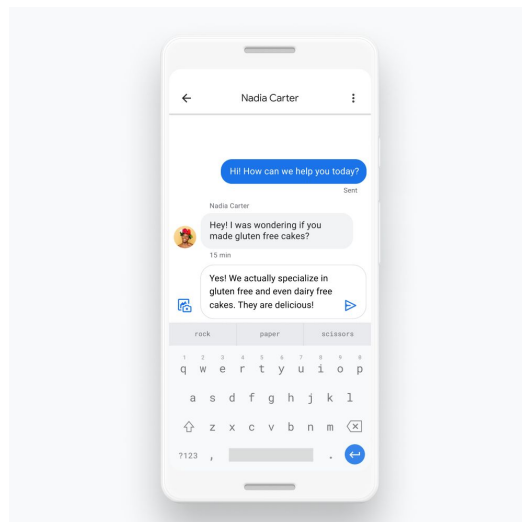 Nadia Carter
Hi! How can we help you today?
Sent
Nadia Carter
Hey! I was wondering if you
made gluten free cakes?
15 min
Yes! We actually specialize in
gluten free and even dairy free
cakes. They are delicious!
rock paper scissors
1 2 3 4 5 6 7 8 9 0
q w e r t y u i o p
a s d f g h j k l
z x c v b n m
?123 , .